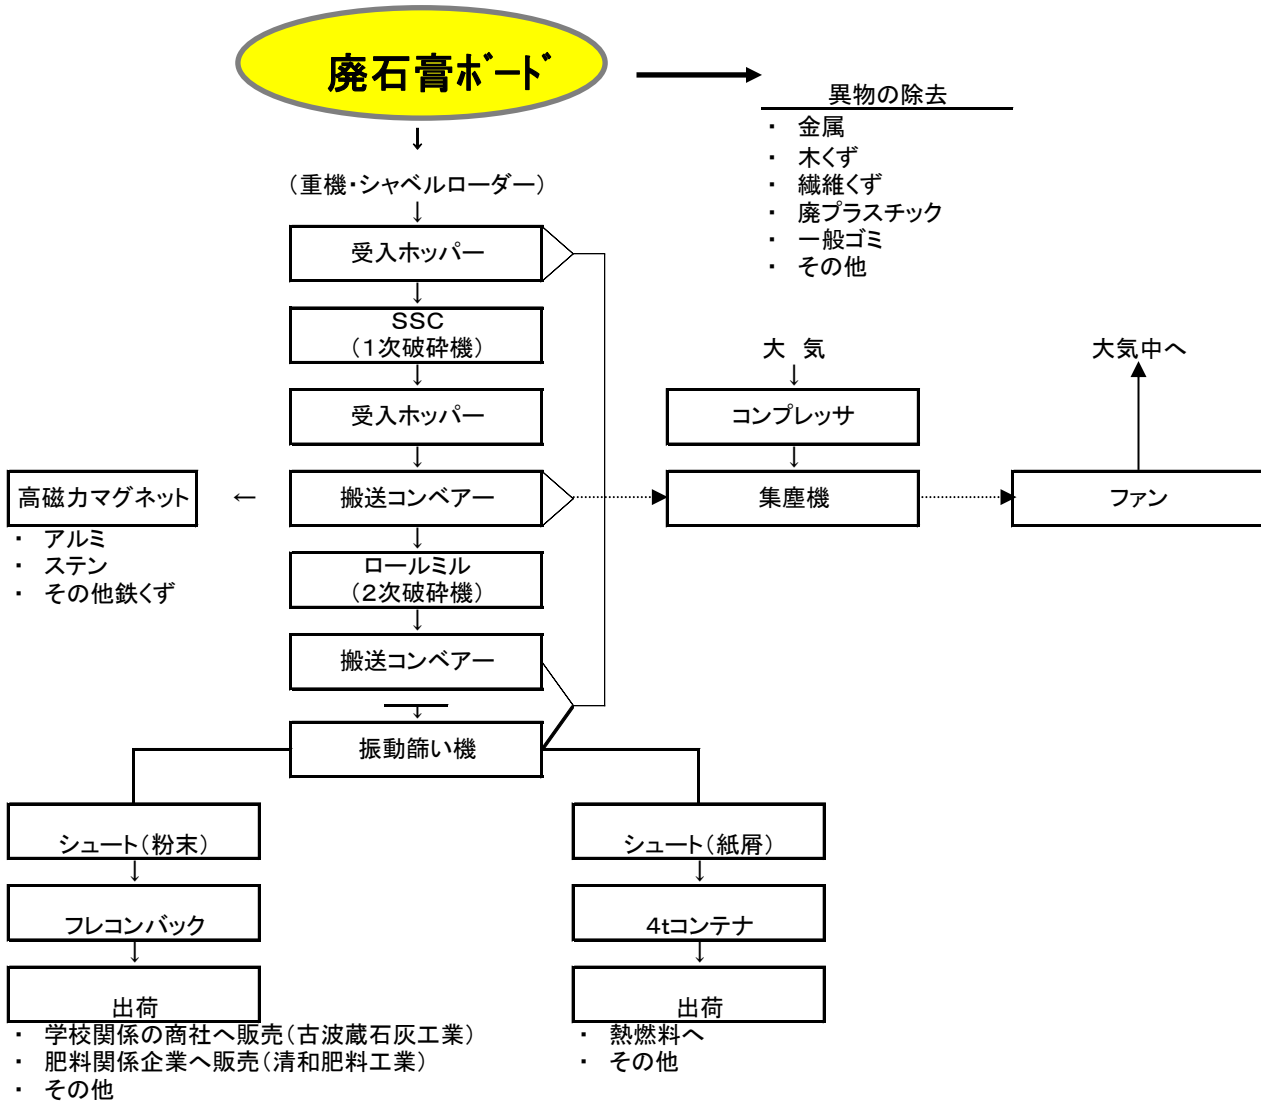 廃石膏ボード
異物の除去
・ 金属
・ 木くず
・ 繊維くず
・ 廃プラスチック
・ 一般ゴミ
・ その他
（重機・シャベルローダー）
↓
受入ホッパー
↓
SSC
（１次破砕機）
↓
受入ホッパー
↓
搬送コンベアー
↓
ロールミル
（２次破砕機）
↓
搬送コンベアー
↓
振動篩い機
大　気
↓
コンプレッサ
↓
集塵機
ファン
大気中へ
←
高磁力マグネット
・ アルミ
・ ステン
・ その他鉄くず
シュート（粉末）
↓
フレコンバック
↓
出荷
・ 学校関係の商社へ販売（古波蔵石灰工業）
・ 肥料関係企業へ販売（清和肥料工業）
・ その他
シュート（紙屑）
↓
4tコンテナ
↓
出荷
・ 熱燃料へ
・ その他